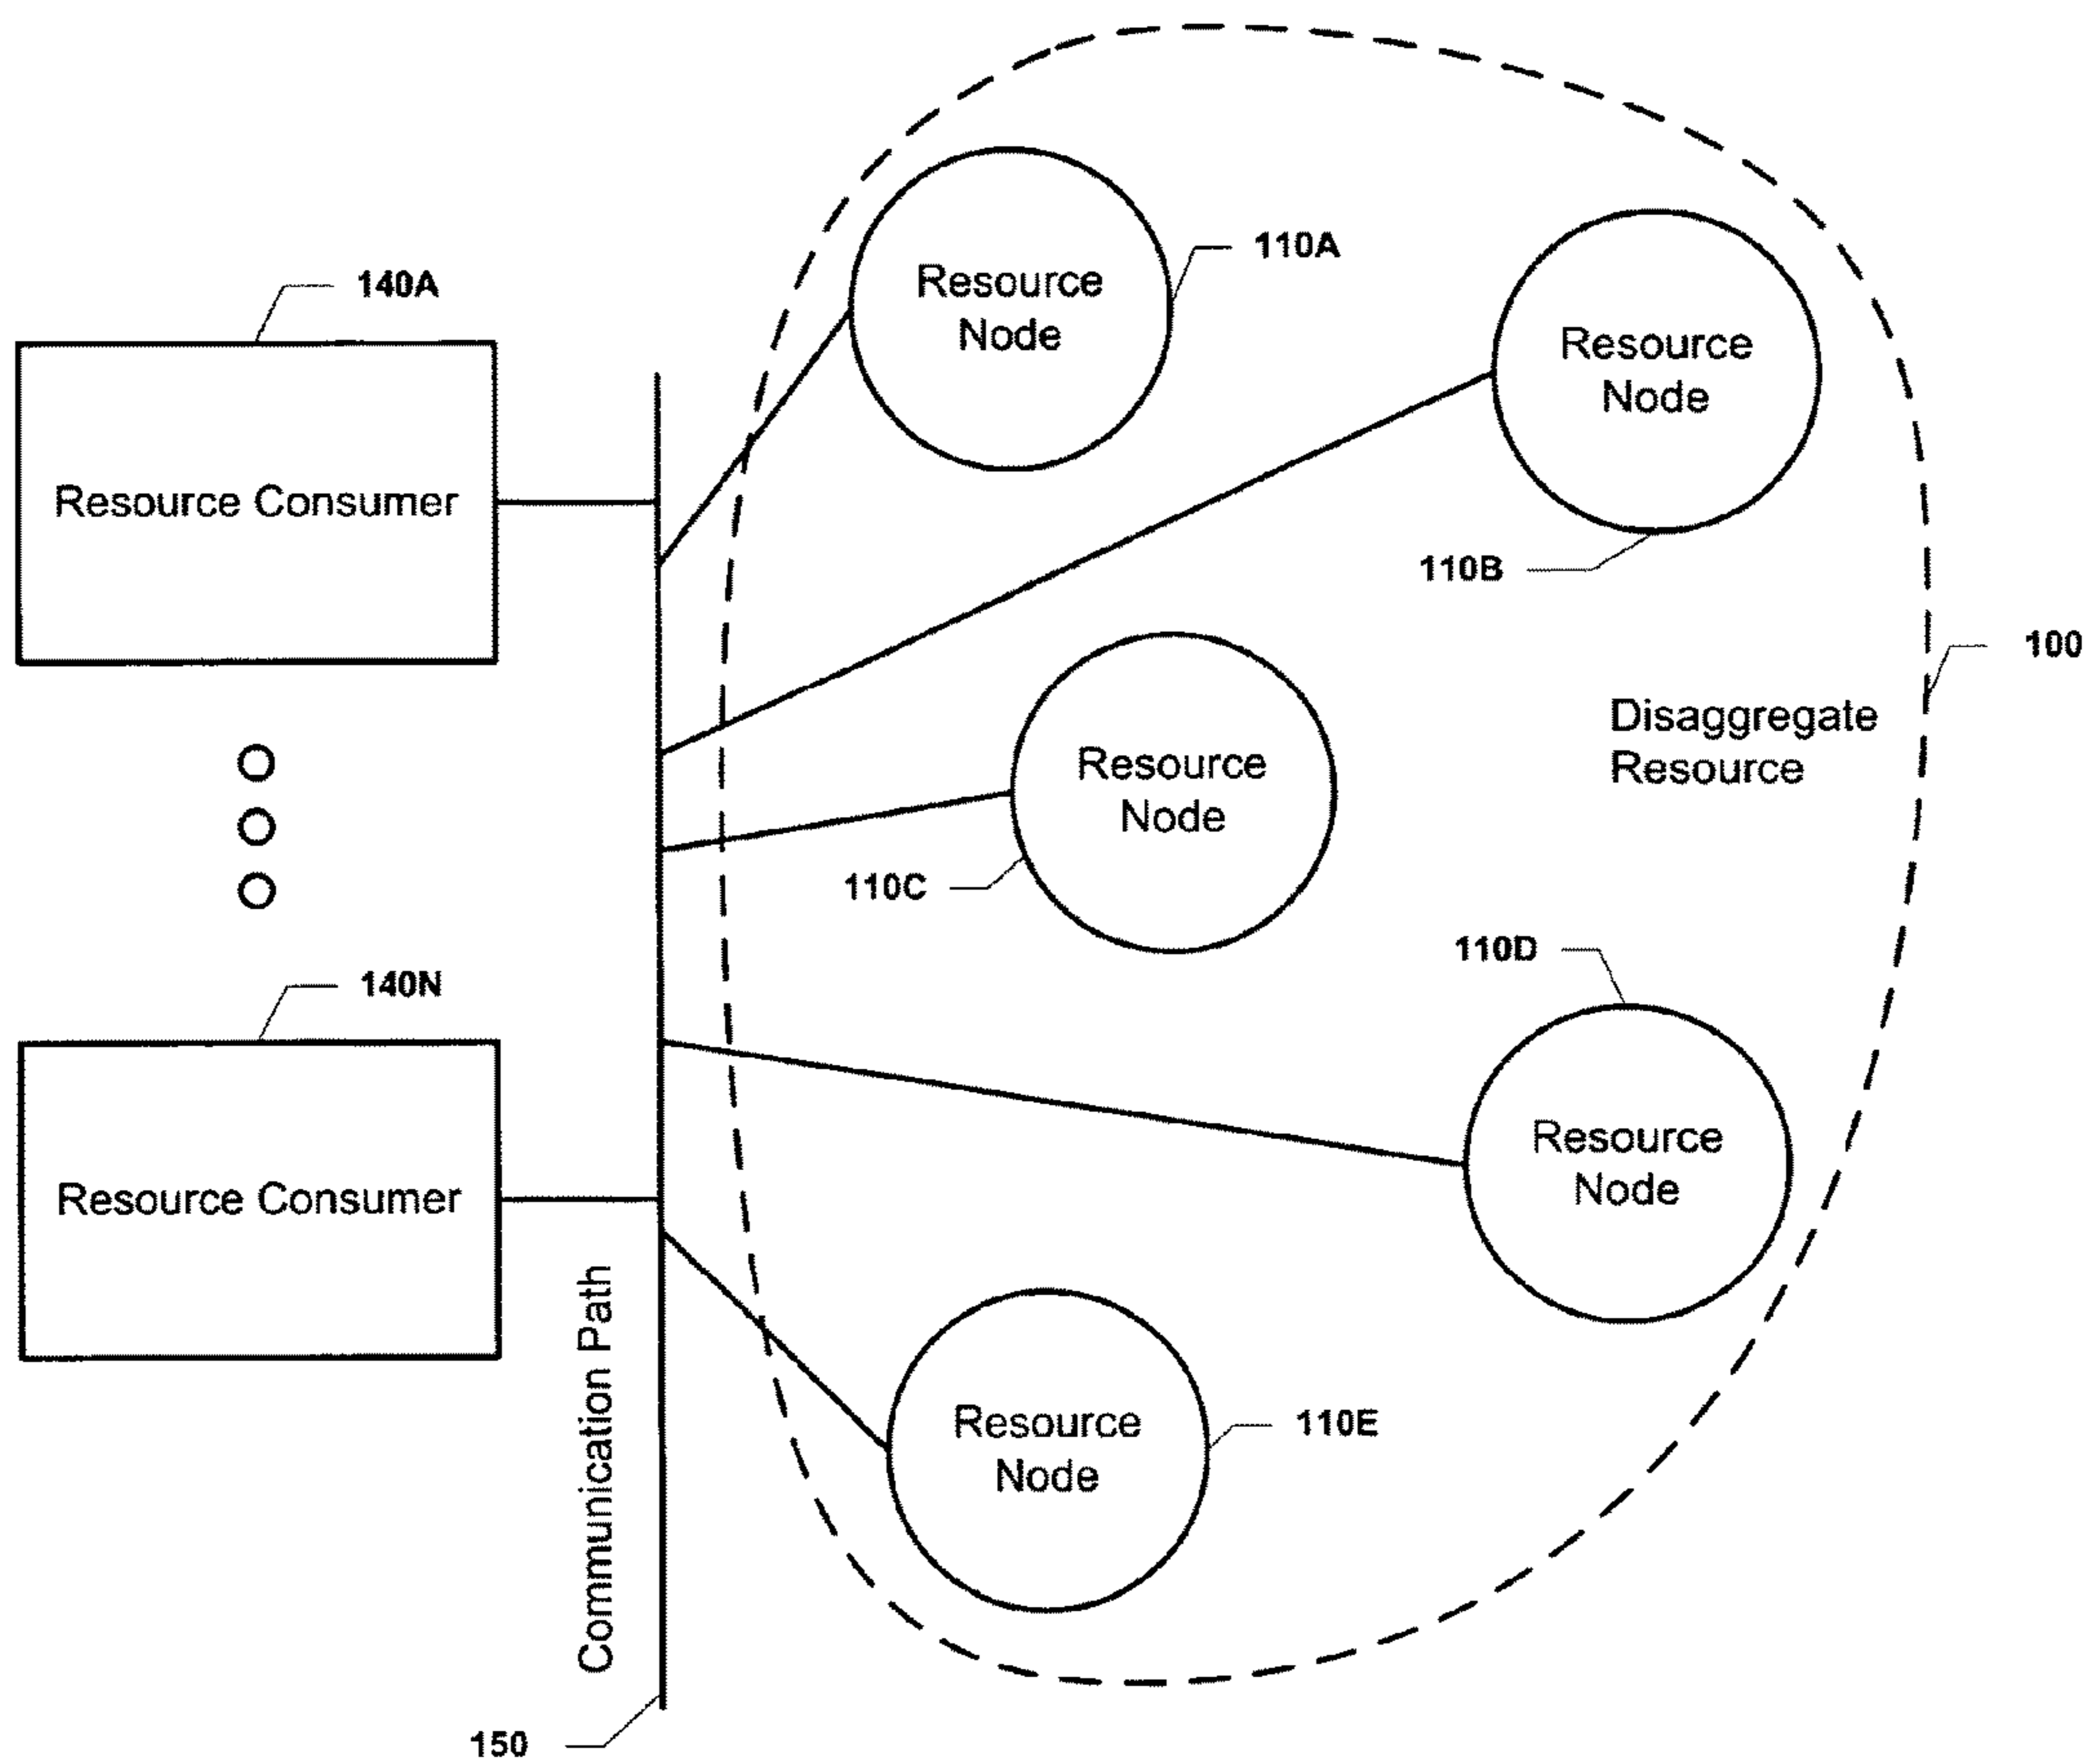 110A
Resource
Node
140A
Resource
Node
Resource Consumer
110B
100
Disaggregate
Resource
Resource
Node
110C
110D
140N
Resource
Node
Resource Consumer
Communication Path
Resource
Node
110E
150